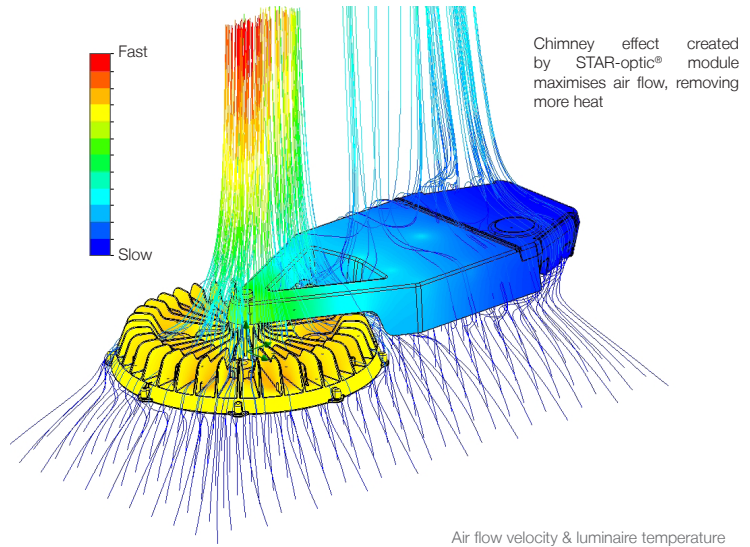 Fast
Chimney effect created
by STAR-optic® module
maximises air flow, removing
more heat
Slow
Air flow velocity & luminaire temperature